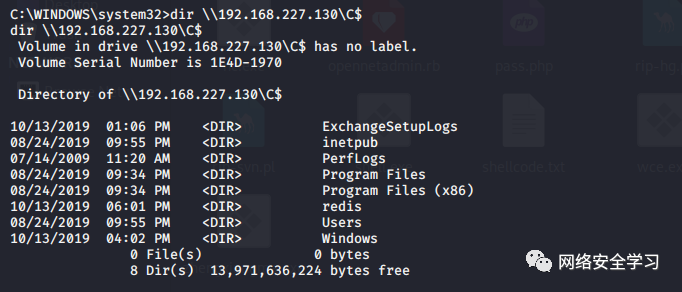 C:\WINDOWS\system32>dir \\192.168.227.130\C$
dir \\192.168.227.130\C$
 Volume in drive \\192.168.227.130\C$ has no label.
 Volume Serial Number is 1E4D-1970

 Directory of \\192.168.227.130\C$

10/13/2019  01:06 PM    <DIR>          ExchangeSetupLogs
08/24/2019  09:55 PM    <DIR>          inetpub
07/14/2009  11:20 AM    <DIR>          PerfLogs
08/24/2019  09:34 PM    <DIR>          Program Files
08/24/2019  09:34 PM    <DIR>          Program Files (x86)
10/13/2019  06:01 PM    <DIR>          redis
08/24/2019  09:55 PM    <DIR>          Users
10/13/2019  04:02 PM    <DIR>          Windows
               0 File(s)              0 bytes
               8 Dir(s)  13,971,636,224 bytes free
opennetadmin.rb
pass.php
shellcode.txt
网络安全学习